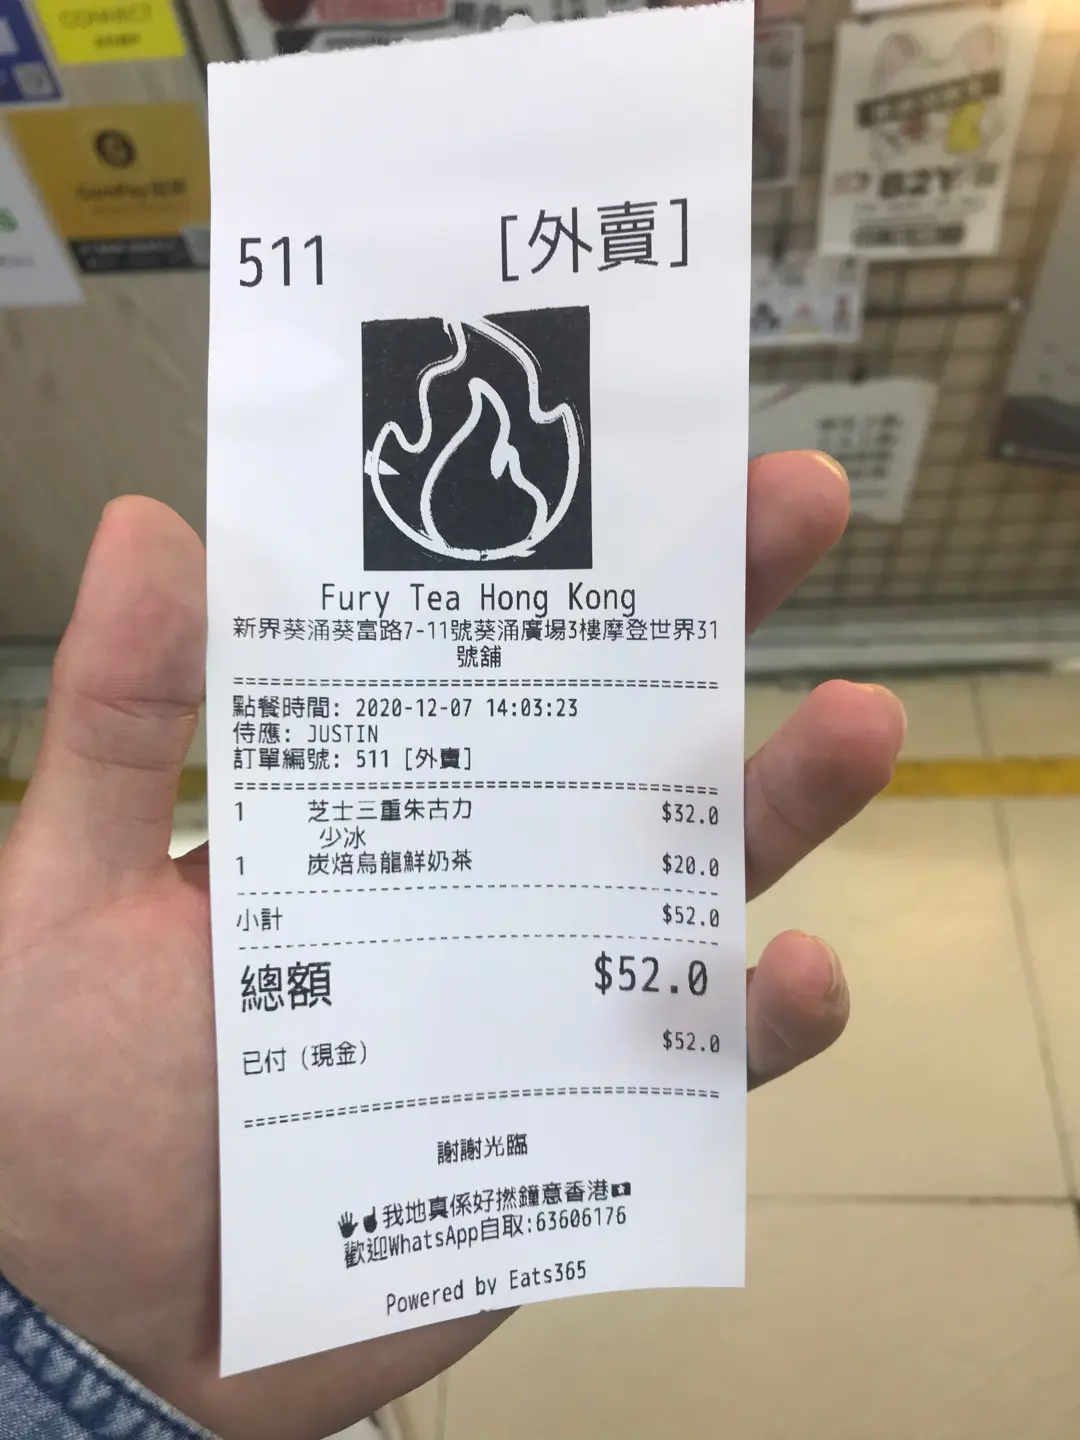 CONNECT
511 [外賣]
Fury Tea Hong Kong
新界葵涌葵富路7-11號葵涌廣場3樓摩登世界31
號舖
點餐時間: 2020-12-07 14:03:23
侍應: JUSTIN
訂單編號: 511 [外賣]
1 芝士三重朱古力 $32.0
少冰
1 炭焙烏龍鮮奶茶 $20.0
小計 $52.0
總額 $52.0
已付 (現金) $52.0
謝謝光臨
🖐☝我地真係好撚鐘意香港🇭🇰
歡迎WhatsApp自取:63606176
Powered by Eats365